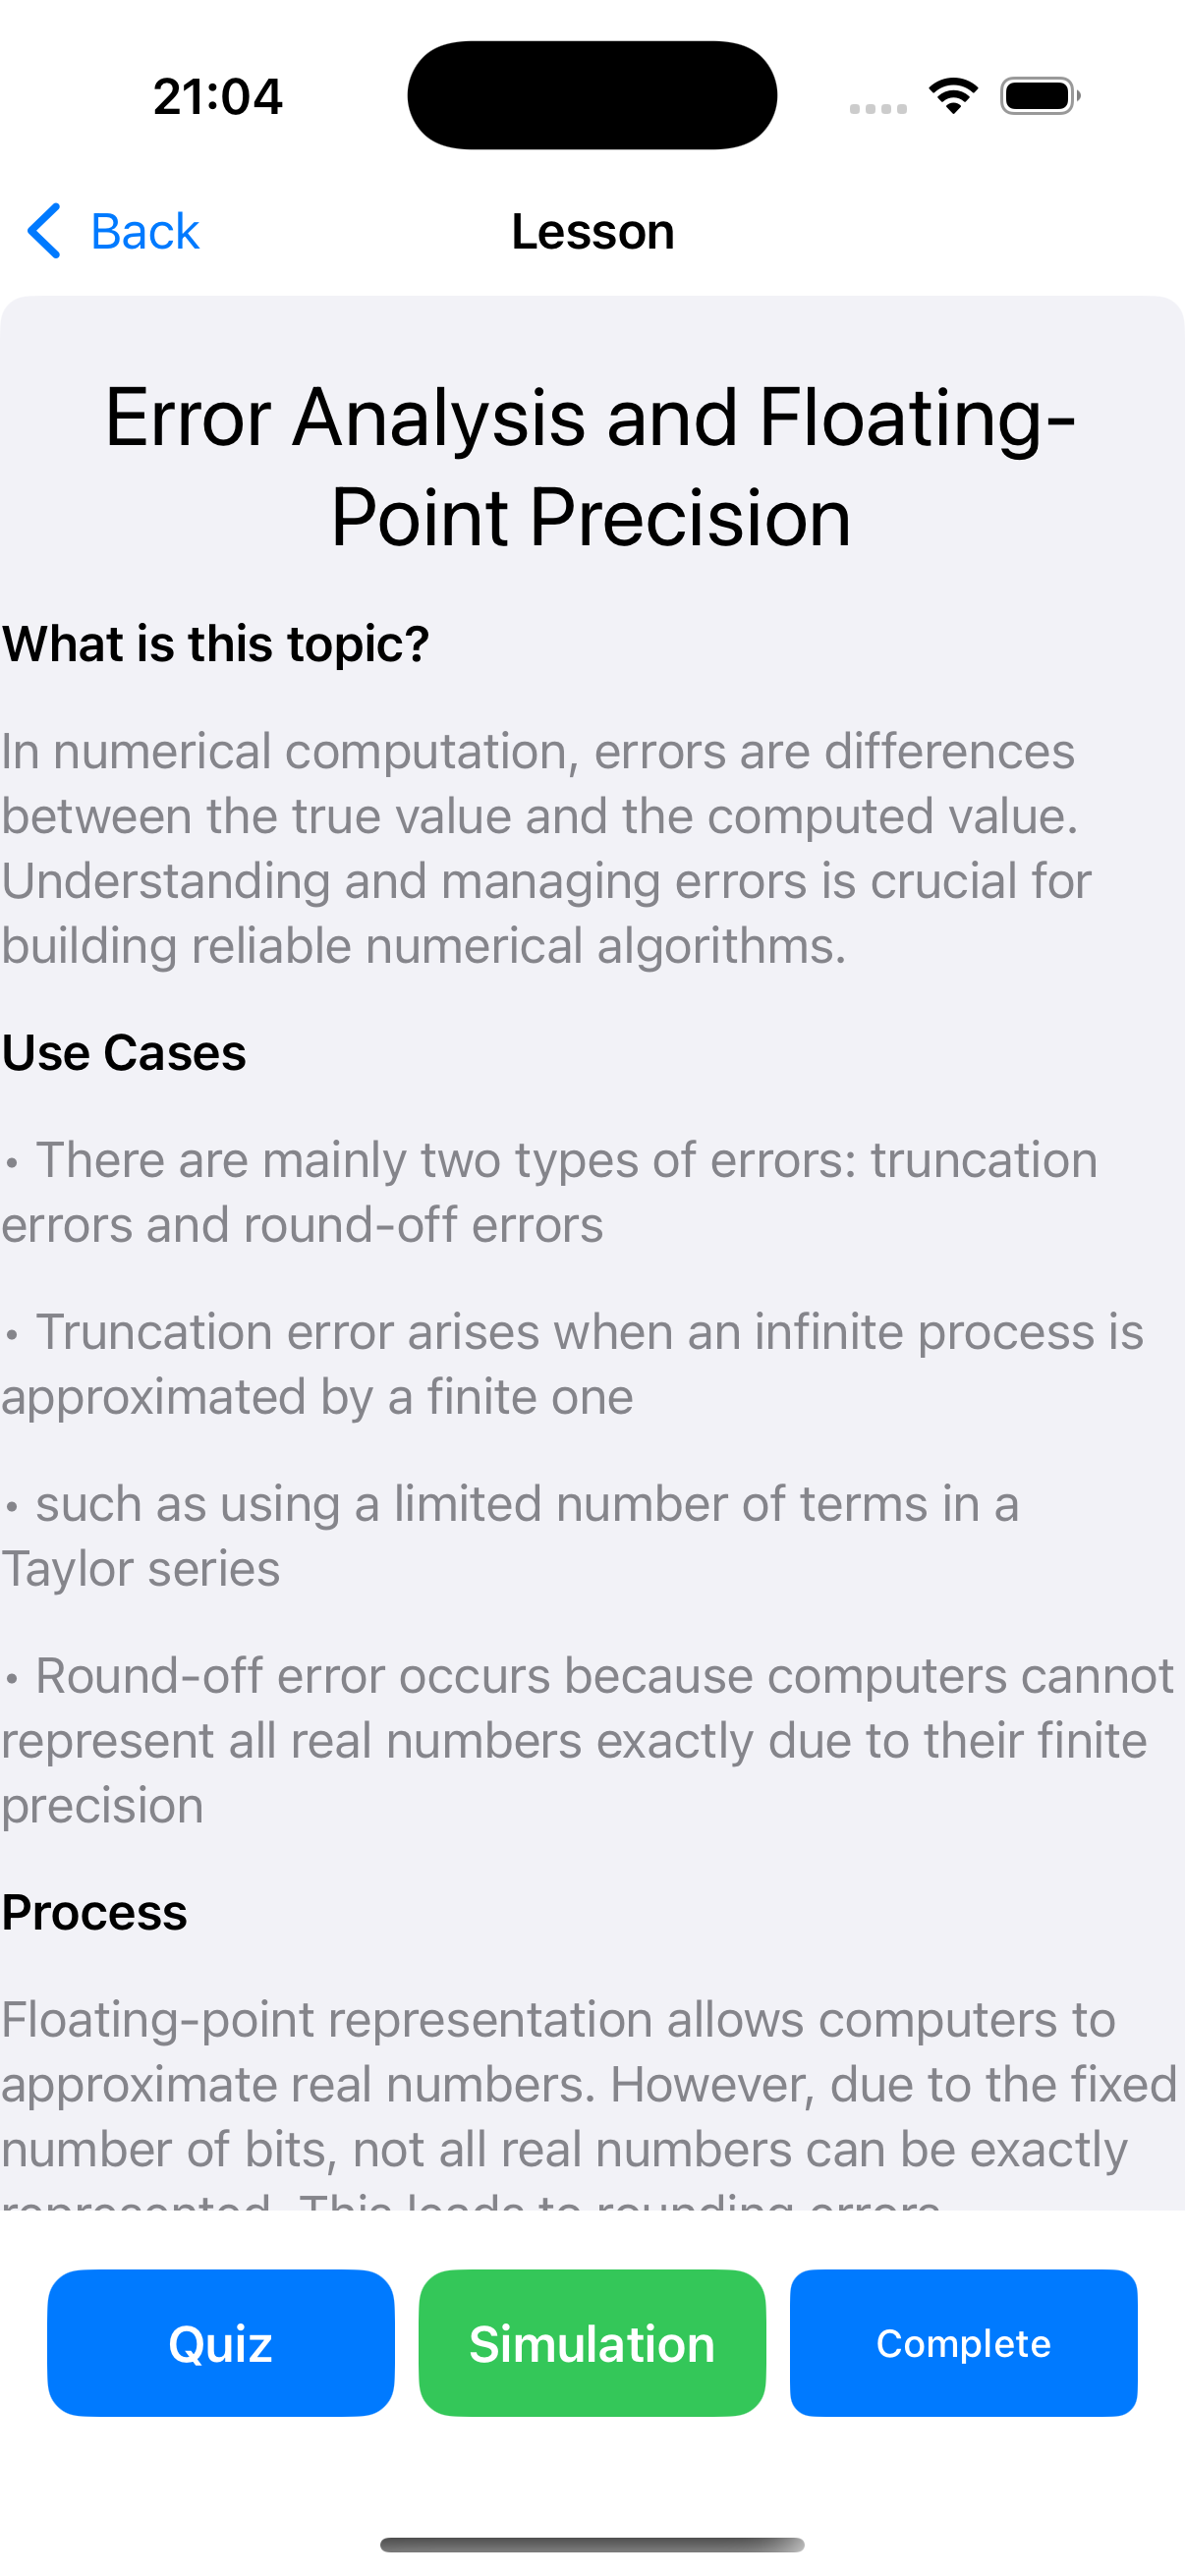 21:04
Back
Lesson
Error Analysis and Floating-
Point Precision
What is this topic?
In numerical computation, errors are differences
between the true value and the computed value.
Understanding and managing errors is crucial for
building reliable numerical algorithms.
Use Cases
• There are mainly two types of errors: truncation
errors and round-off errors
• Truncation error arises when an infinite process is
approximated by a finite one
• such as using a limited number of terms in a
Taylor series
• Round-off error occurs because computers cannot
represent all real numbers exactly due to their finite
precision
Process
Floating-point representation allows computers to
approximate real numbers. However, due to the fixed
number of bits, not all real numbers can be exactly
represented. This leads to rounding errors
Quiz
Simulation
Complete